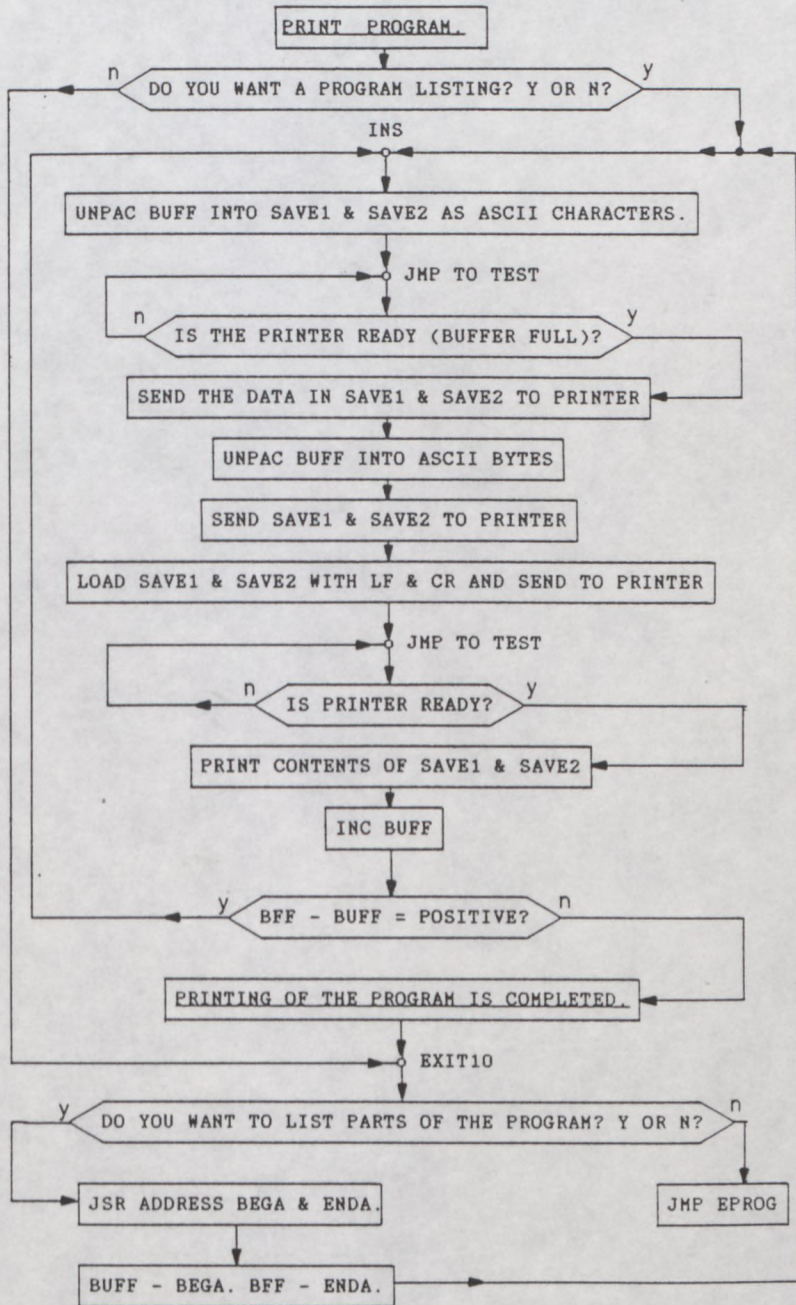 PRINT PROGRAM.
n
y
DO YOU WANT A PROGRAM LISTING? Y OR N?
INS
UNPAC BUFF INTO SAVE1 & SAVE2 AS ASCII CHARACTERS.
JMP TO TEST
n
y
IS THE PRINTER READY (BUFFER FULL)?
SEND THE DATA IN SAVE1 & SAVE2 TO PRINTER
UNPAC BUFF INTO ASCII BYTES
SEND SAVE1 & SAVE2 TO PRINTER
LOAD SAVE1 & SAVE2 WITH LF & CR AND SEND TO PRINTER
JMP TO TEST
n
y
IS PRINTER READY?
PRINT CONTENTS OF SAVE1 & SAVE2
INC BUFF
y
n
BFF - BUFF = POSITIVE?
PRINTING OF THE PROGRAM IS COMPLETED.
EXIT10
y
n
DO YOU WANT TO LIST PARTS OF THE PROGRAM? Y OR N?
JSR ADDRESS BEGA & ENDA.
JMP EPROG
BUFF - BEGA. BFF - ENDA.